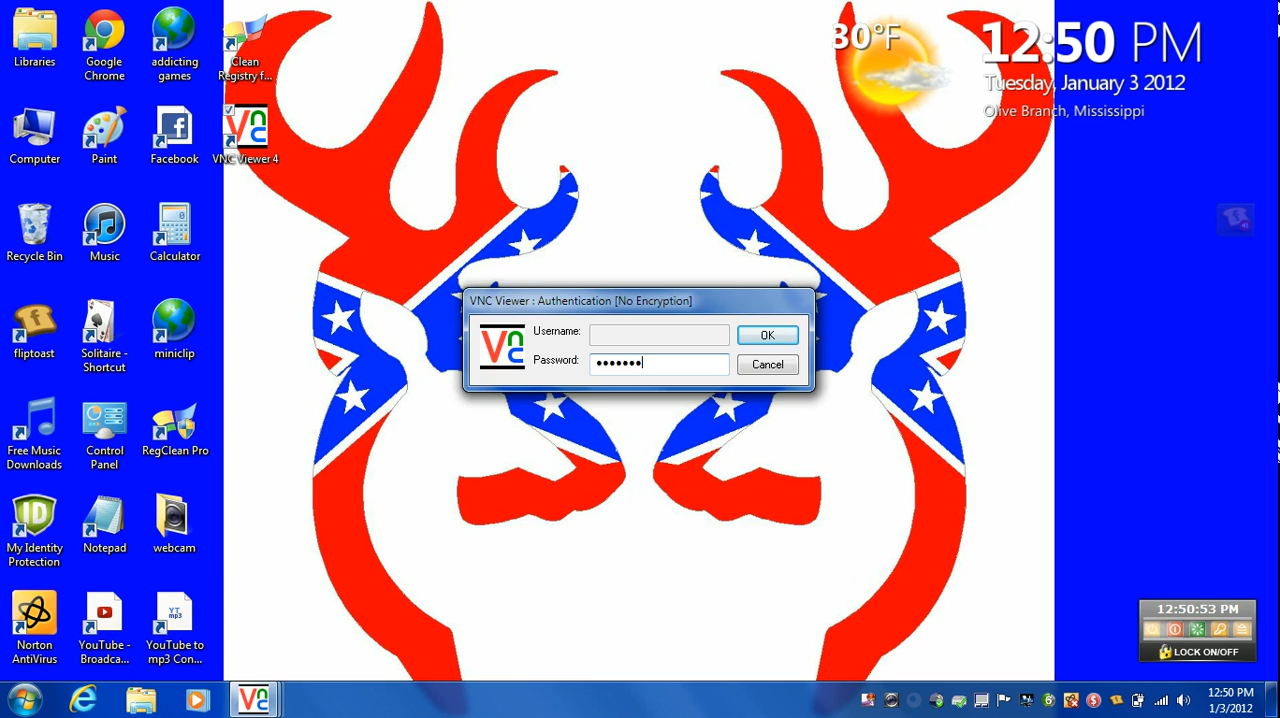 Libraries
Google
Chrome
addicting
games
Clean
Registry f...
Computer
Paint
Facebook
VNC Viewer 4
Recycle Bin
Music
Calculator
fliptoast
Solitaire -
Shortcut
miniclip
Free Music
Downloads
Control
Panel
RegClean Pro
ID
My Identity
Protection
Notepad
webcam
Norton
AntiVirus
YouTube -
Broadca...
YT
mp3
YouTube to
mp3 Con...
30°F
12:50 PM
Tuesday, January 3 2012
Olive Branch, Mississippi
VNC Viewer : Authentication [No Encryption]
Username:
OK
Password:
Cancel
12:50:53 PM
LOCK ON/OFF
12:50 PM
1/3/2012